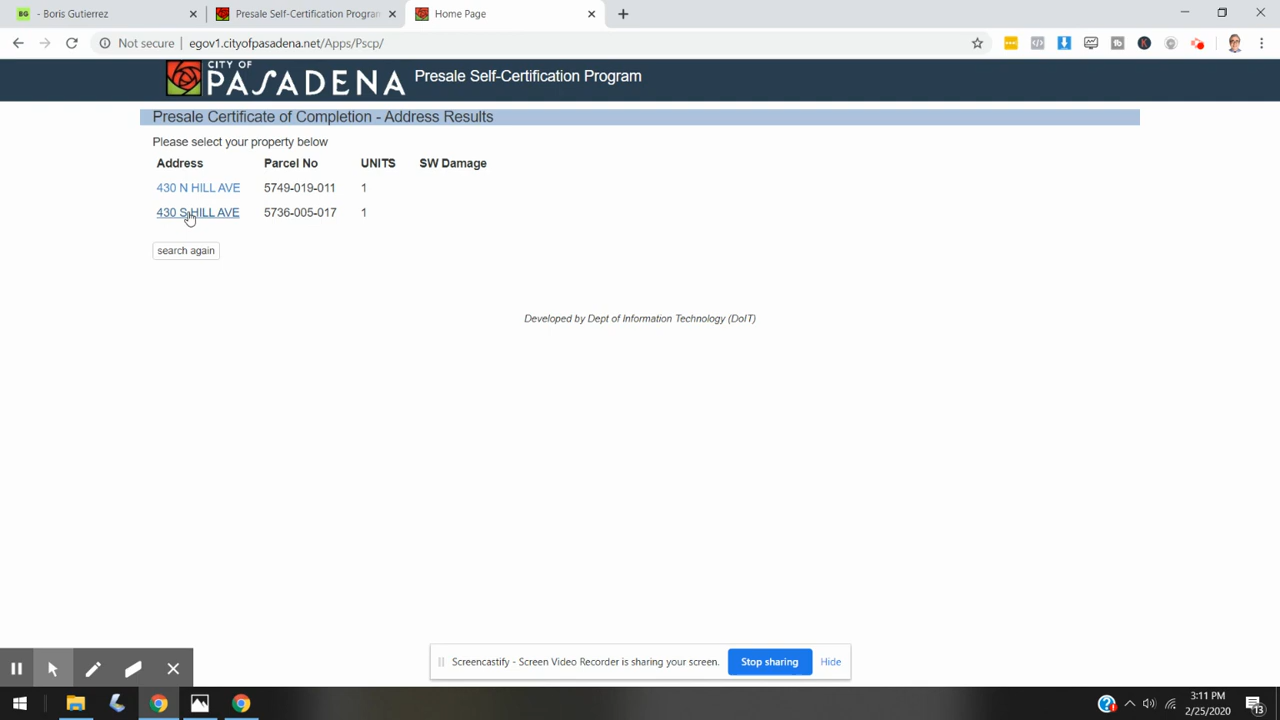 - Boris Gutierrez
Presale Self-Certification Program
Home Page
Not secure
egov1.cityofpasadena.net/Apps/Pscp/
CITY OF
PASADENA
Presale Self-Certification Program
Presale Certificate of Completion - Address Results
Please select your property below
Address Parcel No UNITS SW Damage
430 N HILL AVE 5749-019-011 1
430 S HILL AVE 5736-005-017 1
search again
Developed by Dept of Information Technology (DoIT)
Screencastify - Screen Video Recorder is sharing your screen. Stop sharing Hide
3:11 PM
2/25/2020
13